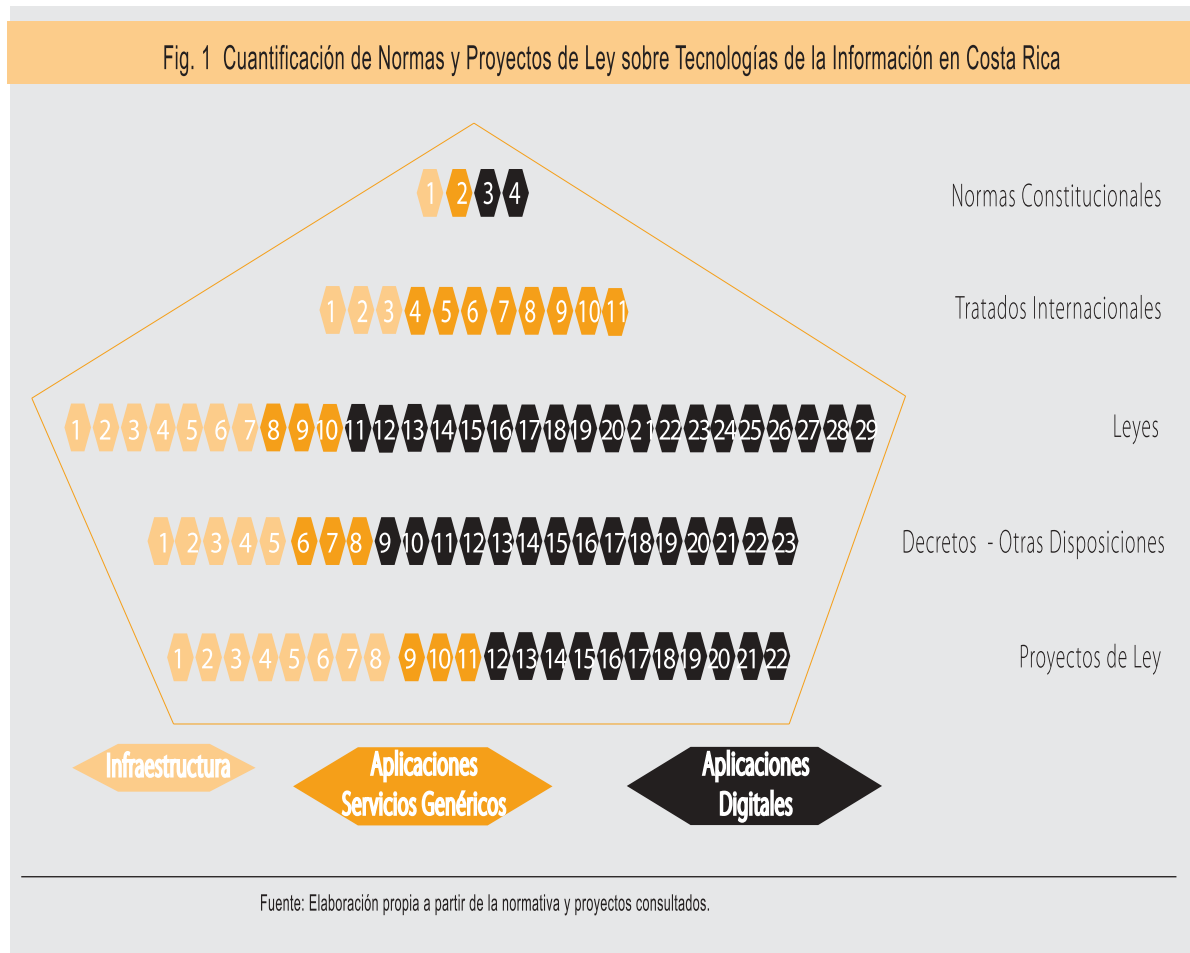 Fig. 1 Cuantificación de Normas y Proyectos de Ley sobre Tecnologías de la Información en Costa Rica
1 2 3 4 Normas Constitucionales
1 2 3 4 5 6 7 8 9 10 11 Tratados Internacionales
1 2 3 4 5 6 7 8 9 10 11 12 13 14 15 16 17 18 19 20 21 22 23 24 25 26 27 28 29 Leyes
1 2 3 4 5 6 7 8 9 10 11 12 13 14 15 16 17 18 19 20 21 22 23 Decretos - Otras Disposiciones
1 2 3 4 5 6 7 8 9 10 11 12 13 14 15 16 17 18 19 20 21 22 Proyectos de Ley
Infraestructura
Aplicaciones
Servicios Genéricos
Aplicaciones
Digitales
Fuente: Elaboración propia a partir de la normativa y proyectos consultados.